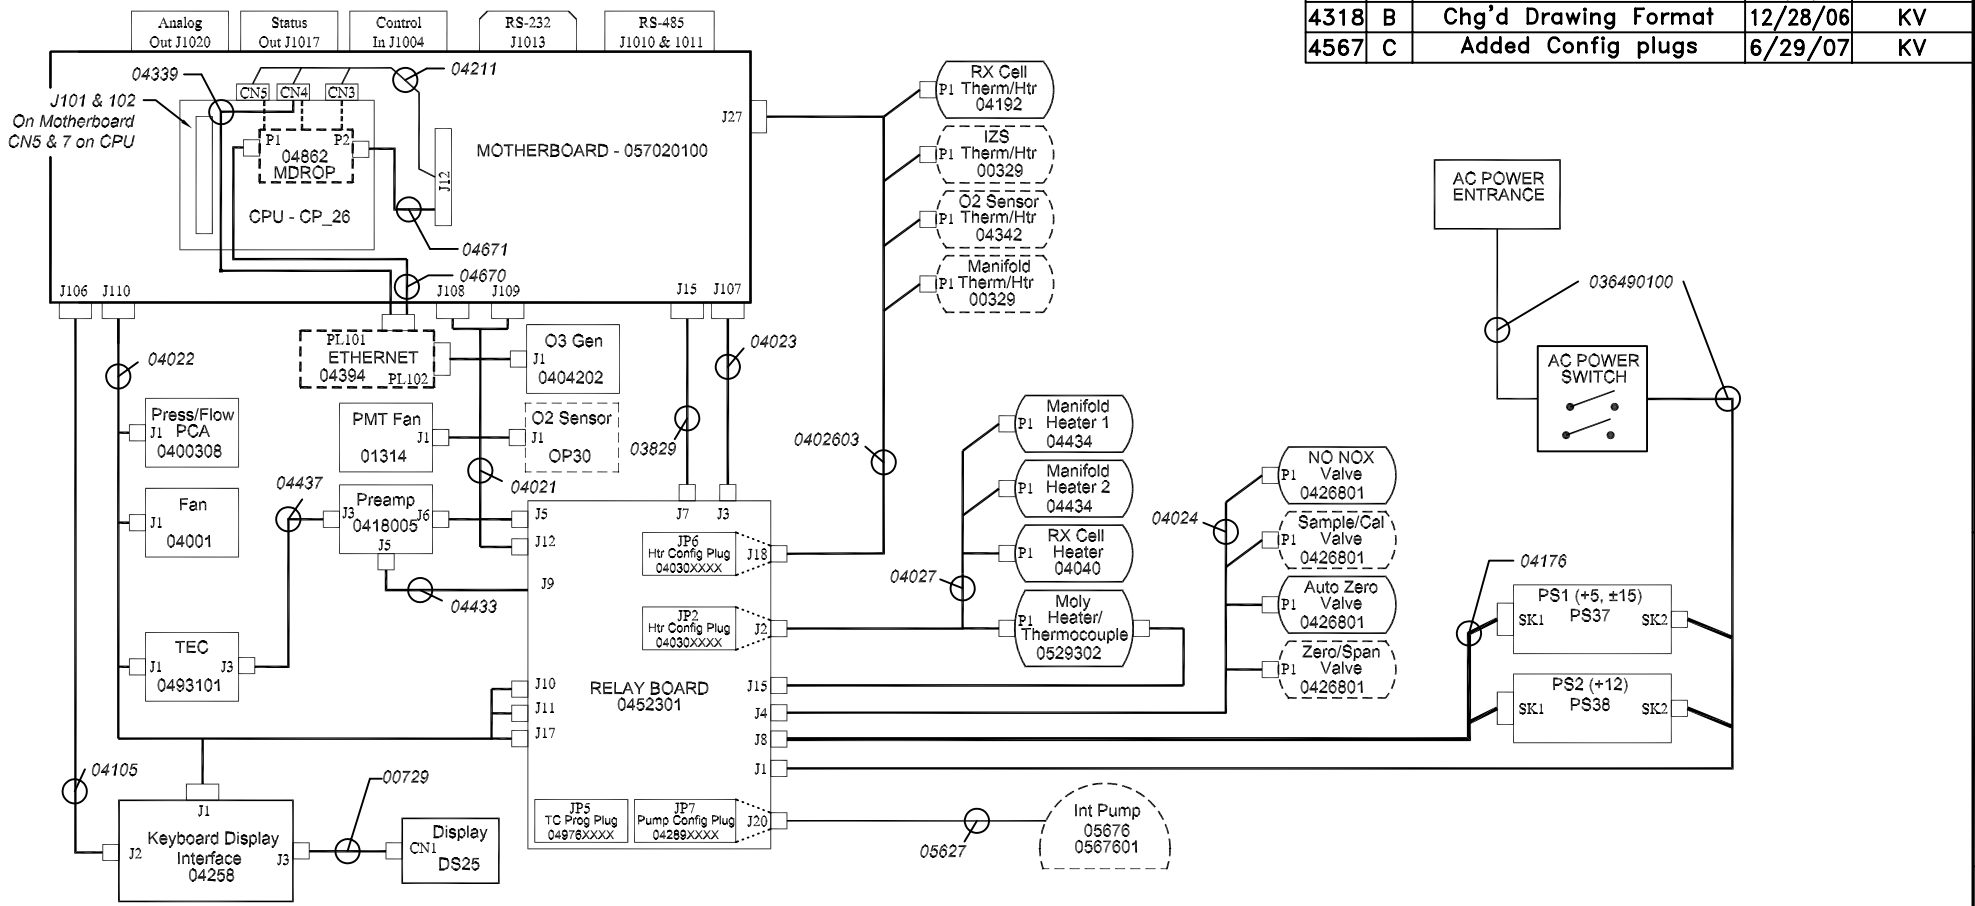 4318 B Chg'd Drawing Format 12/28/06 KV
4567 C Added Config plugs 6/29/07 KV
Analog
Out J1020
Status
Out J1017
Control
In J1004
RS-232
J1013
RS-485
J1010 & 1011
04339
04211
J101 & 102
On Motherboard
CN5 & 7 on CPU
CN5
CN4
CN3
P1
P2
04862
MDROP
CPU - CP_26
J12
MOTHERBOARD - 057020100
J27
04671
04670
J106
J110
J108
J109
J15
J107
RX Cell
P1 Therm/Htr
04192
IZS
P1 Therm/Htr
00329
O2 Sensor
P1 Therm/Htr
04342
Manifold
P1 Therm/Htr
00329
AC POWER
ENTRANCE
036490100
AC POWER
SWITCH
04022
PL101
ETHERNET
04394
PL102
O3 Gen
J1
0404202
04023
Press/Flow
J1 PCA
0400308
PMT Fan
J1
01314
O2 Sensor
J1
OP30
03829
0402603
04021
04437
Fan
J1
04001
Preamp
J3
0418005
J6
J5
04433
TEC
J1
J3
0493101
J7
J3
J5
J12
J9
JP6
Htr Config Plug
04030XXXX
J18
JP2
Htr Config Plug
04030XXXX
J2
J10
J11
J17
RELAY BOARD
0452301
J15
J4
J8
J1
JP5
TC Prog Plug
04976XXXX
JP7
Pump Config Plug
04289XXXX
J20
Manifold
P1 Heater 1
04434
Manifold
P1 Heater 2
04434
RX Cell
P1 Heater
04040
04027
Moly
P1 Heater/
Thermocouple
0529302
04024
NO NOX
P1 Valve
0426801
Sample/Cal
P1 Valve
0426801
Auto Zero
P1 Valve
0426801
Zero/Span
P1 Valve
0426801
04176
PS1 (+5, ±15)
SK1 PS37 SK2
PS2 (+12)
SK1 PS38 SK2
04105
J1
Keyboard Display
J2 Interface J3
04258
00729
Display
CN1
DS25
05627
Int Pump
05676
0567601